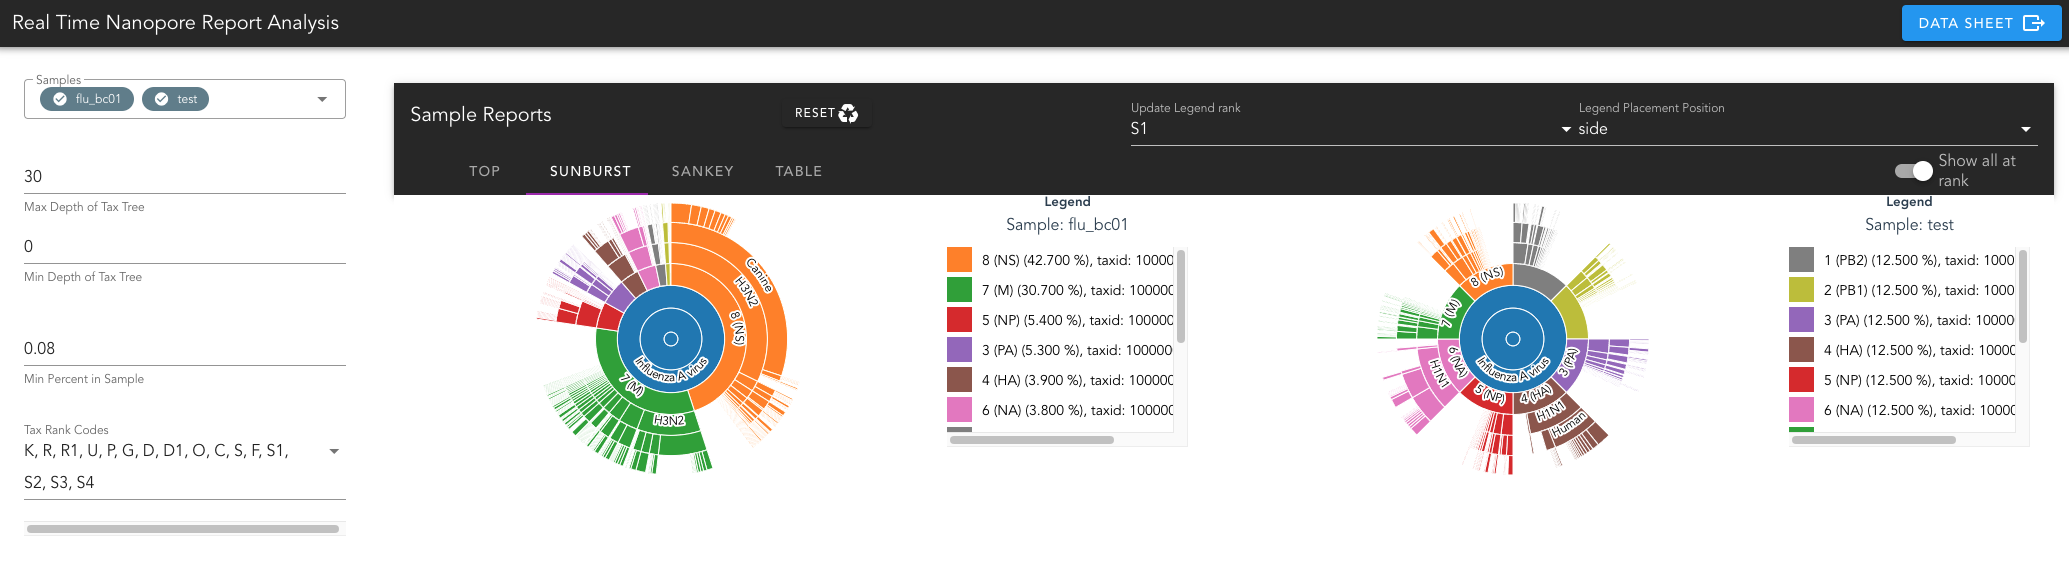 Real Time Nanopore Report Analysis
DATA SHEET
Samples
flu_bc01
test
30
Max Depth of Tax Tree
0
Min Depth of Tax Tree
0.08
Min Percent in Sample
Tax Rank Codes
K, R, R1, U, P, G, D, D1, O, C, S, F, S1,
S2, S3, S4
Sample Reports
RESET
Update Legend rank
S1
Legend Placement Position
side
TOP
SUNBURST
SANKEY
TABLE
Show all at
rank
Canine
H3N2
8 (NS)
Influenza A virus
7 (M)
H3N2
Legend
Sample: flu_bc01
8 (NS) (42.700 %), taxid: 10000
7 (M) (30.700 %), taxid: 100000
5 (NP) (5.400 %), taxid: 100000
3 (PA) (5.300 %), taxid: 100000
4 (HA) (3.900 %), taxid: 100000
6 (NA) (3.800 %), taxid: 100000
8 (NS)
7 (M)
Influenza A virus
6 (NA)
H1N1
5 (NP)
4 (HA)
H1N1
Human
3 (PA)
Legend
Sample: test
1 (PB2) (12.500 %), taxid: 1000
2 (PB1) (12.500 %), taxid: 1000
3 (PA) (12.500 %), taxid: 10000
4 (HA) (12.500 %), taxid: 10000
5 (NP) (12.500 %), taxid: 10000
6 (NA) (12.500 %), taxid: 10000